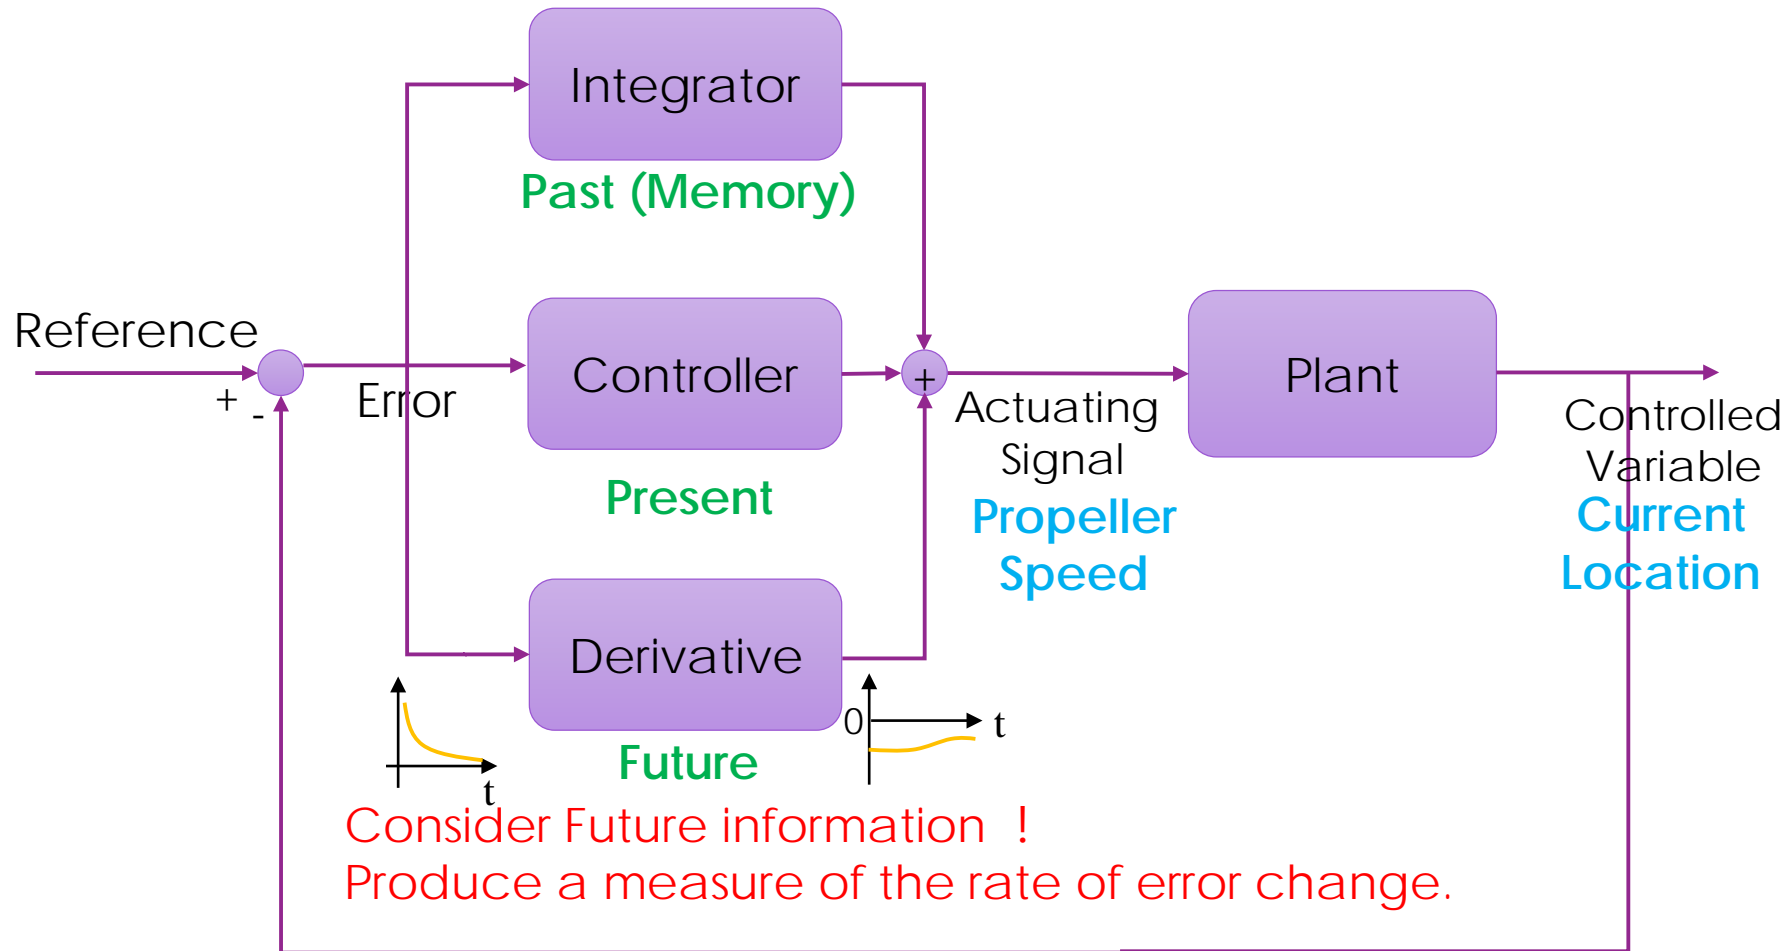 Integrator
Past (Memory)
Reference
+
-
Error
Controller
Present
+
Actuating
Signal
Propeller
Speed
Plant
Controlled
Variable
Current
Location
Derivative
Future
t
0
t
Consider Future information !
Produce a measure of the rate of error change.